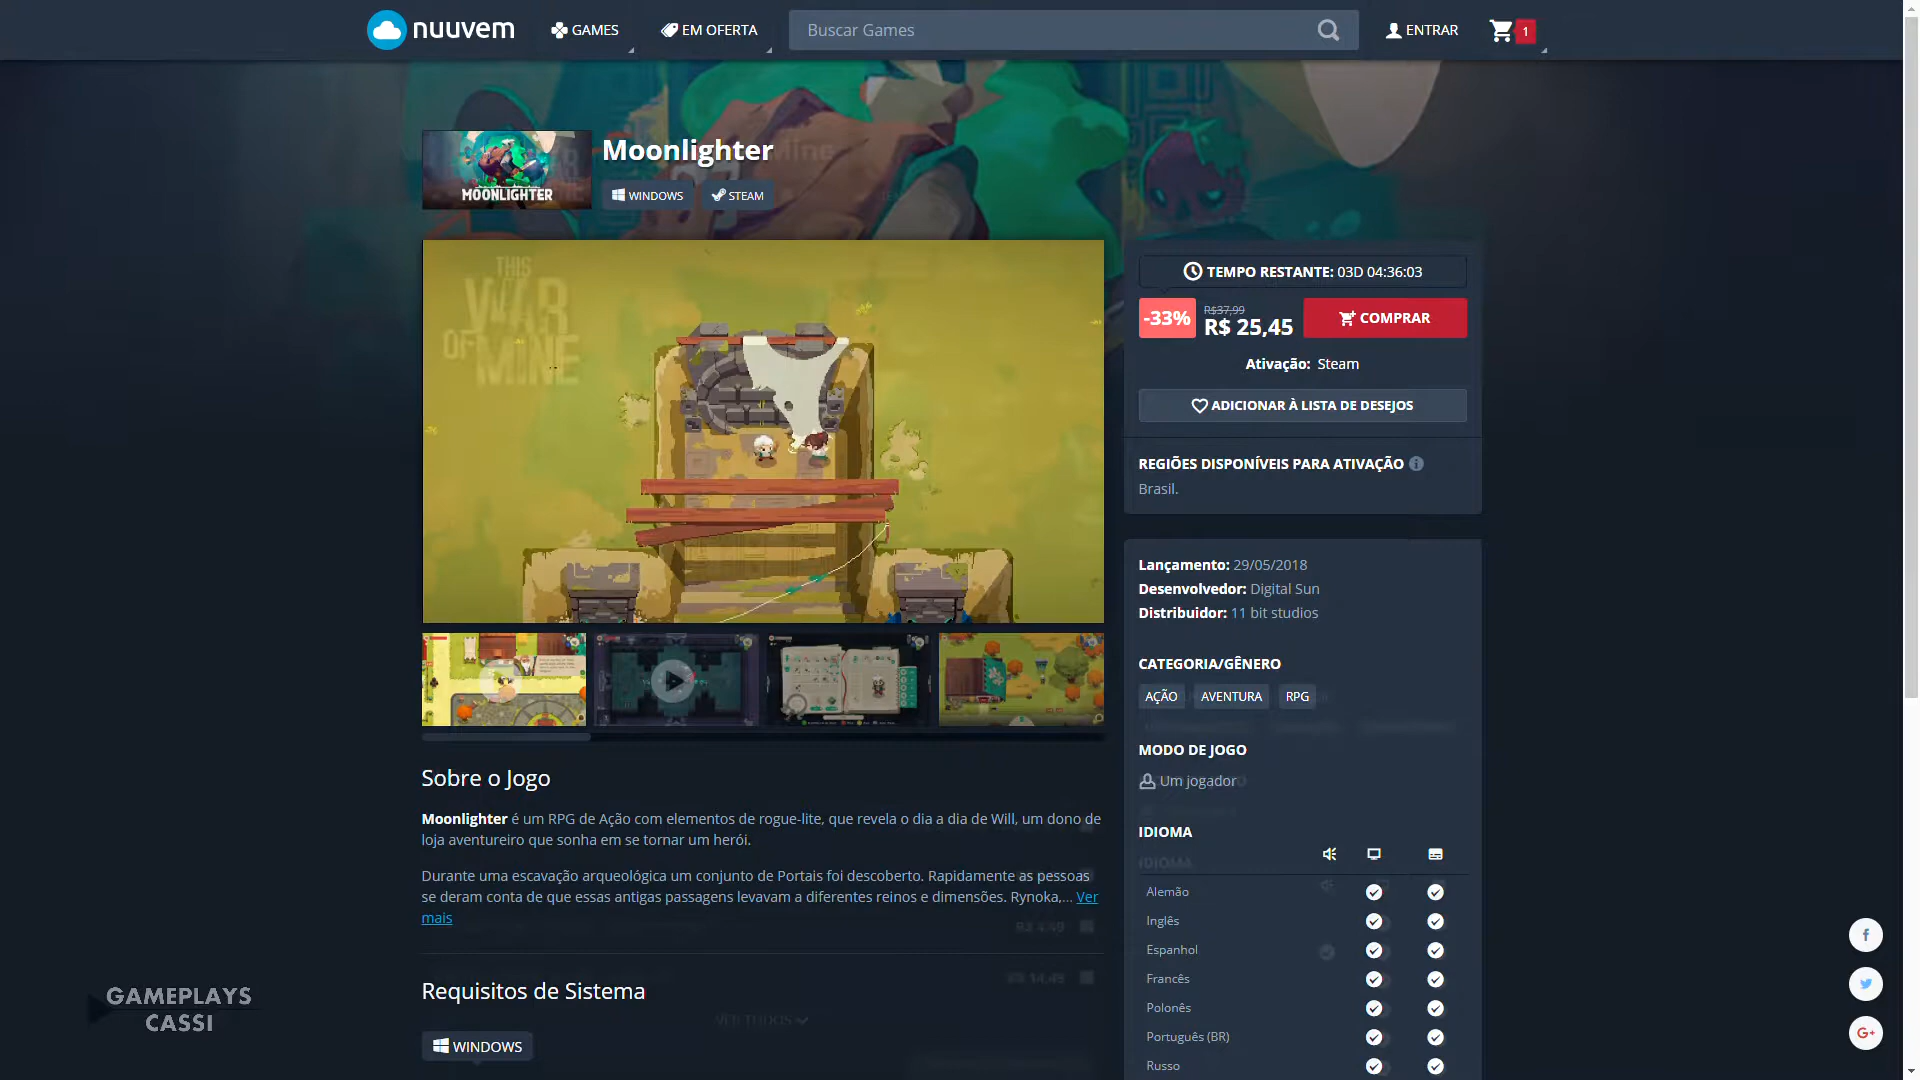 nuuvem
GAMES
EM OFERTA
Buscar Games
ENTRAR
1
MOONLIGHTER
Moonlighter
WINDOWS
STEAM
THIS
WAR
OF MINE
TEMPO RESTANTE: 03D 04:36:03
-33%
R$37,99
R$ 25,45
COMPRAR
Ativação: Steam
ADICIONAR À LISTA DE DESEJOS
REGIÕES DISPONÍVEIS PARA ATIVAÇÃO
Brasil.
Lançamento: 29/05/2018
Desenvolvedor: Digital Sun
Distribuidor: 11 bit studios
CATEGORIA/GÊNERO
AÇÃO
AVENTURA
RPG
MODO DE JOGO
Um jogador
IDIOMA
IDIOMA
Alemão
Inglês
Espanhol
Francês
Polonês
Português (BR)
Russo
Sobre o Jogo
Moonlighter é um RPG de Ação com elementos de rogue-lite, que revela o dia a dia de Will, um dono de
loja aventureiro que sonha em se tornar um herói.
Durante uma escavação arqueológica um conjunto de Portais foi descoberto. Rapidamente as pessoas
se deram conta de que essas antigas passagens levavam a diferentes reinos e dimensões. Rynoka,... Ver
mais
R$ 4,49
R$ 14,49
Requisitos de Sistema
VER TUDOS
WINDOWS
GAMEPLAYS
CASSI
f
G+